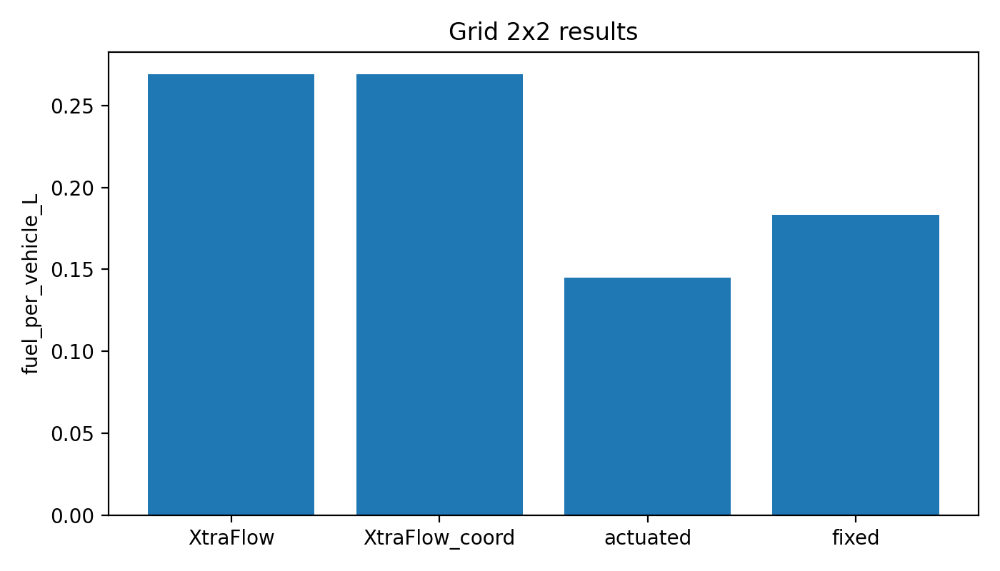 Grid 2x2 results
fuel_per_vehicle_L
0.25
0.20
0.15
0.10
0.05
0.00
XtraFlow
XtraFlow_coord
actuated
fixed